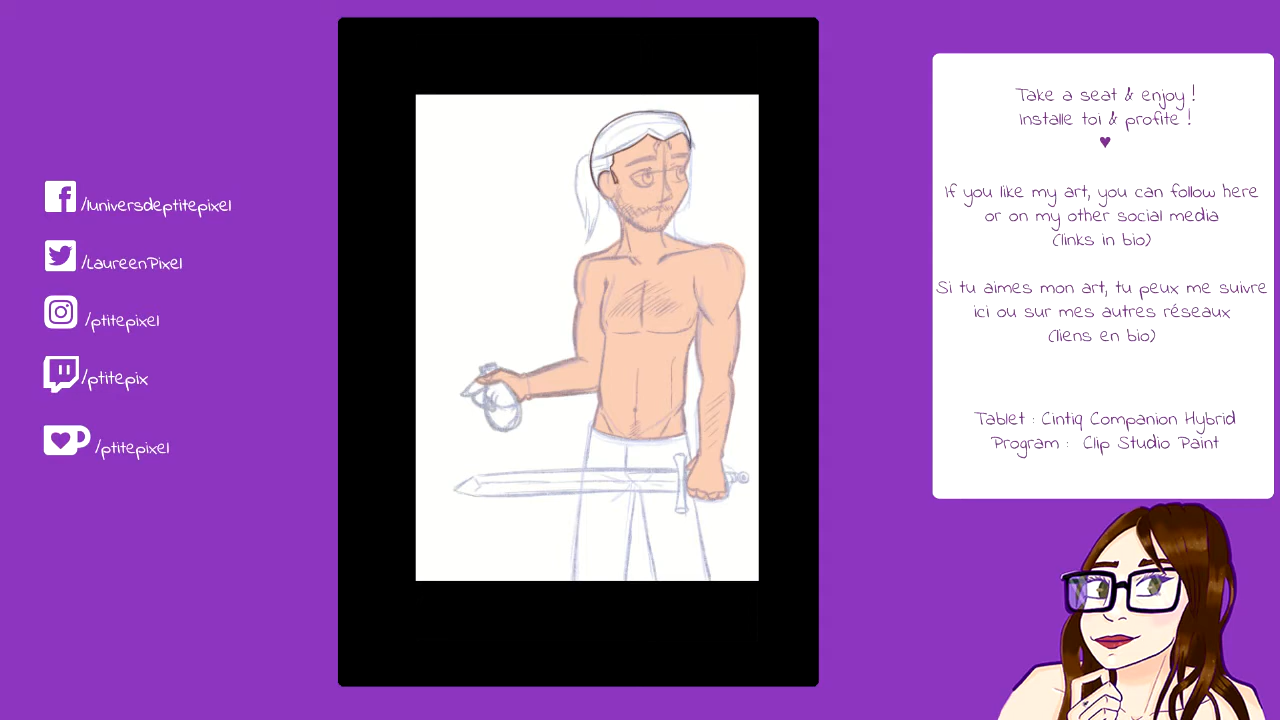 /luniversdeptitepixel
/LaureenPixel
/ptitepixel
/ptitepix
/ptitepixel
Take a seat & enjoy !
Installe toi & profite !
♥
If you like my art, you can follow here
or on my other social media
(links in bio)
Si tu aimes mon art, tu peux me suivre
ici ou sur mes autres réseaux
(liens en bio)
Tablet : Cintiq Companion Hybrid
Program : Clip Studio Paint